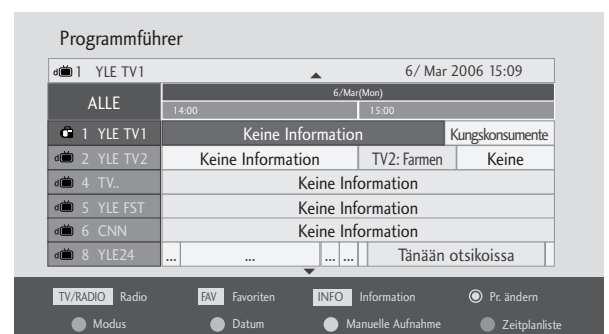 Programmführer
1 YLE TV1 6/ Mar 2006 15:09
ALLE 6/Mar(Mon)
14:00 15:00
1 YLE TV1 Keine Information Kungskonsumente
2 YLE TV2 Keine Information TV2: Farmen Keine
4 TV.. Keine Information
5 YLE FST Keine Information
6 CNN Keine Information
8 YLE24 ... ... ... ... Tänään otsikoissa
TV/RADIO Radio FAV Favoriten INFO Information Pr. ändern
Modus Datum Manuelle Aufnahme Zeitplanliste